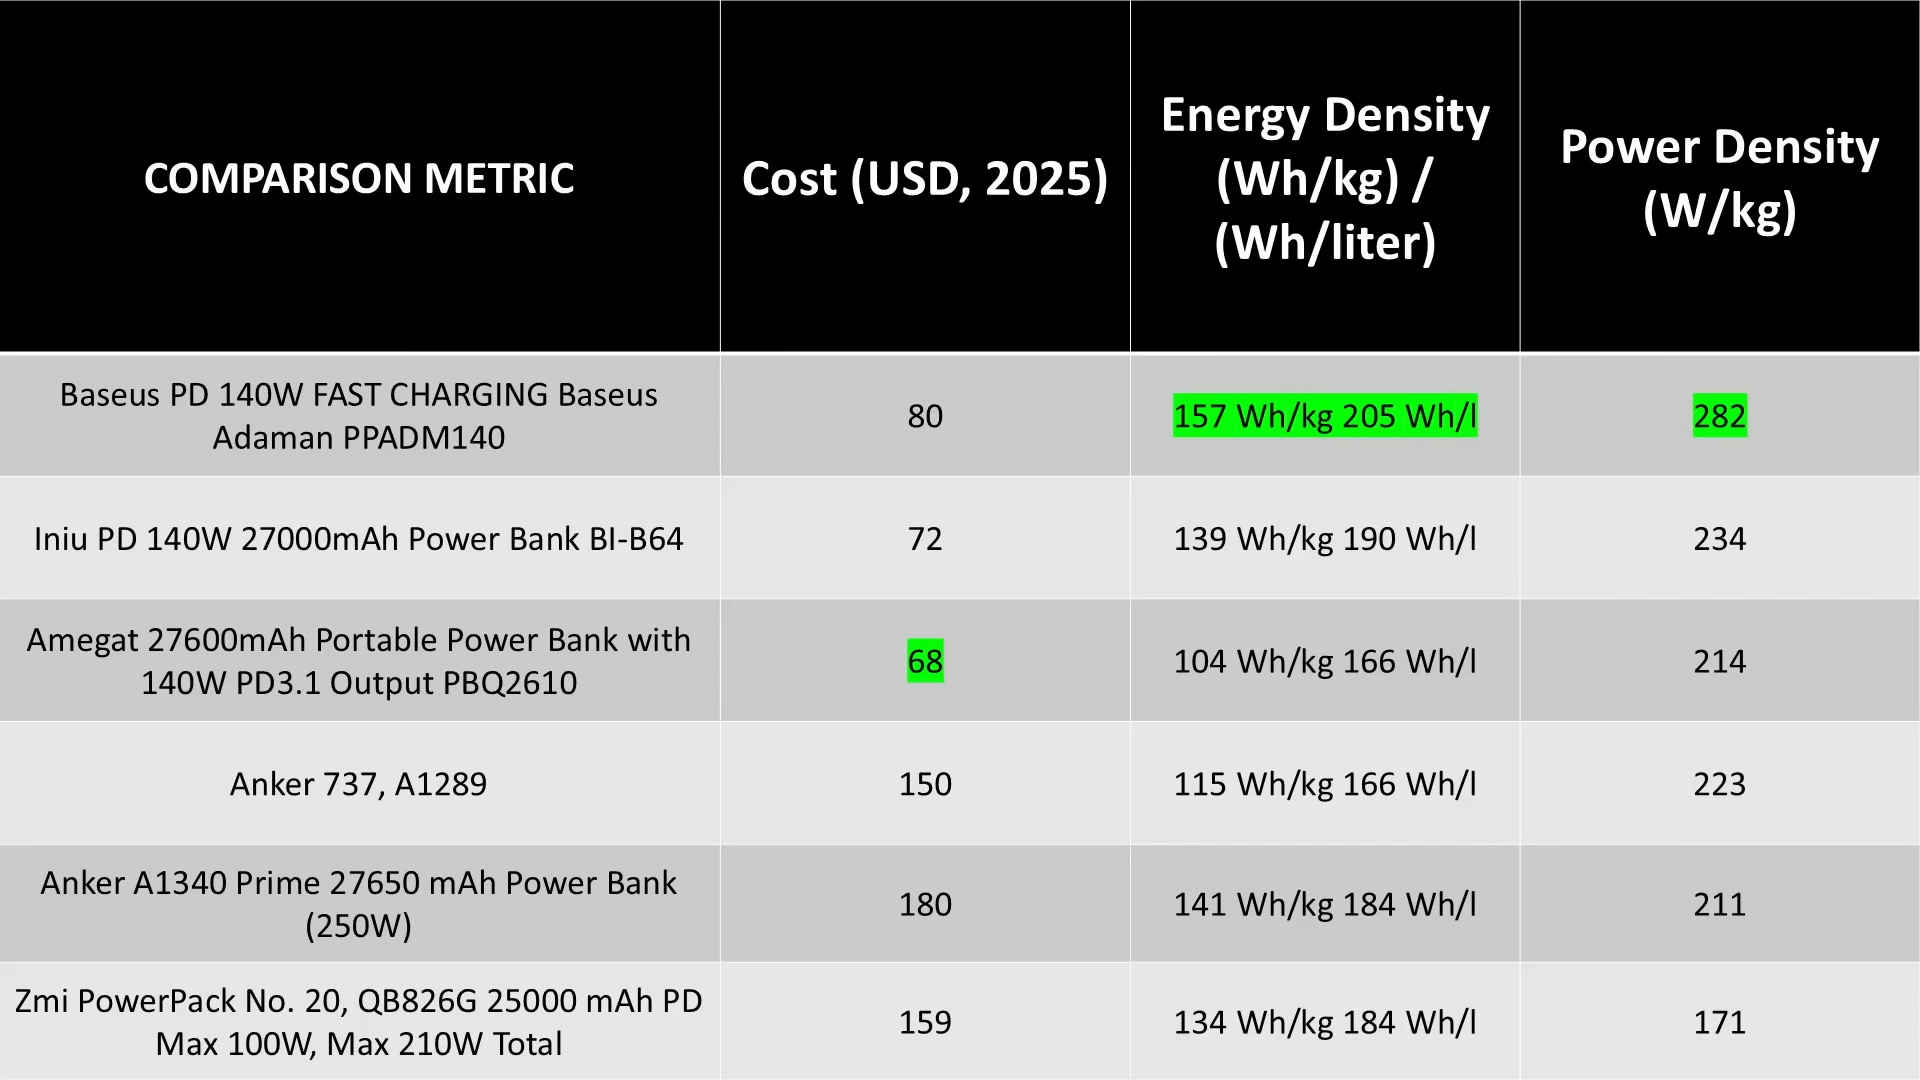 COMPARISON METRIC
Cost (USD, 2025)
Energy Density
(Wh/kg) /
(Wh/liter)
Power Density
(W/kg)
Baseus PD 140W FAST CHARGING Baseus
Adaman PPADM140
80
157 Wh/kg 205 Wh/l
282
Iniu PD 140W 27000mAh Power Bank BI-B64
72
139 Wh/kg 190 Wh/l
234
Amegat 27600mAh Portable Power Bank with
140W PD3.1 Output PBQ2610
68
104 Wh/kg 166 Wh/l
214
Anker 737, A1289
150
115 Wh/kg 166 Wh/l
223
Anker A1340 Prime 27650 mAh Power Bank
(250W)
180
141 Wh/kg 184 Wh/l
211
Zmi PowerPack No. 20, QB826G 25000 mAh PD
Max 100W, Max 210W Total
159
134 Wh/kg 184 Wh/l
171